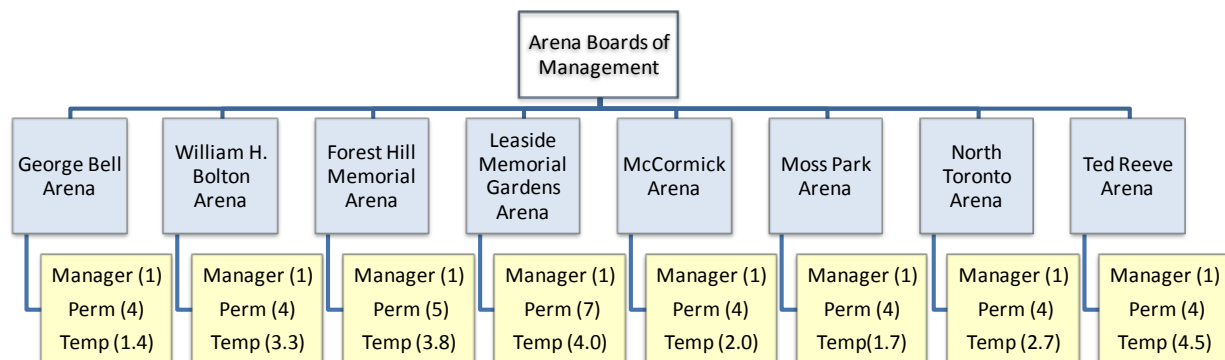 Arena Boards of
Management
George Bell
Arena
William H.
Bolton
Arena
Forest Hill
Memorial
Arena
Leaside
Memorial
Gardens
Arena
McCormick
Arena
Moss Park
Arena
North
Toronto
Arena
Ted Reeve
Arena
Manager (1)
Perm (4)
Temp (1.4)
Manager (1)
Perm (4)
Temp (3.3)
Manager (1)
Perm (5)
Temp (3.8)
Manager (1)
Perm (7)
Temp (4.0)
Manager (1)
Perm (4)
Temp (2.0)
Manager (1)
Perm (4)
Temp(1.7)
Manager (1)
Perm (4)
Temp (2.7)
Manager (1)
Perm (4)
Temp (4.5)